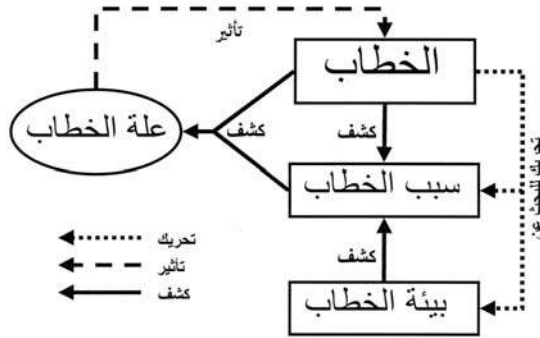 تأثير
الخطاب
علة الخطاب
كشف
كشف
سبب الخطاب
تحريك
تأثير
كشف
كشف
بيئة الخطاب